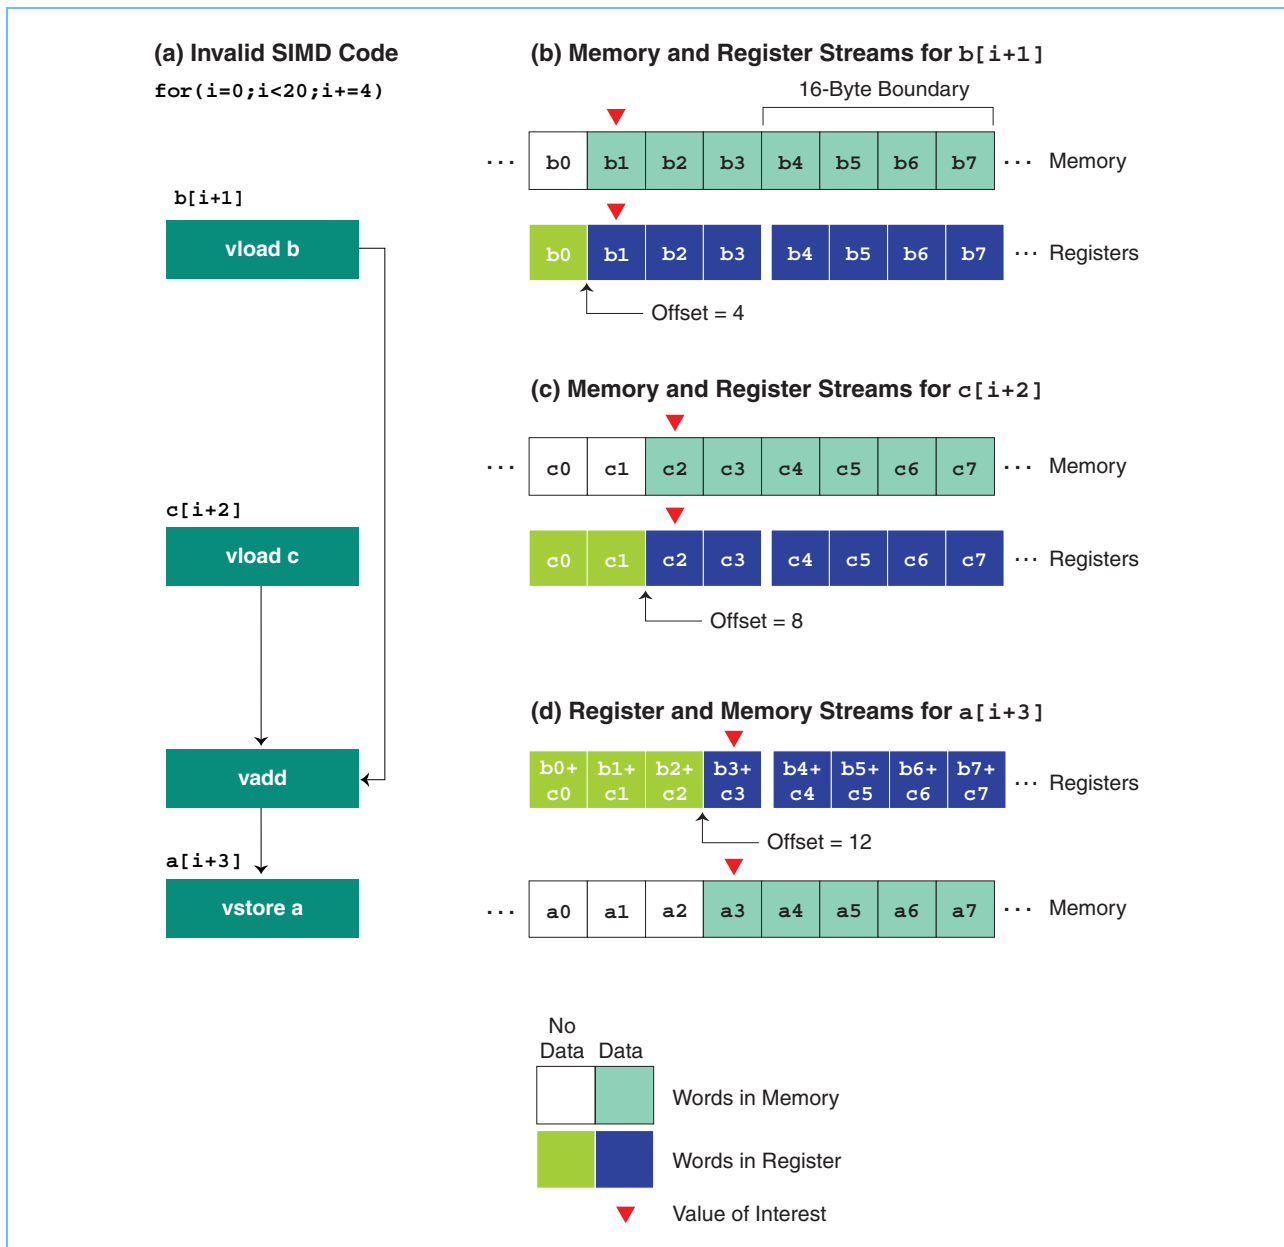 (a) Invalid SIMD Code
for(i=0;i<20;i+=4)
b[i+1]
vload b
c[i+2]
vload c
vadd
a[i+3]
vstore a
(b) Memory and Register Streams for b[i+1]
16-Byte Boundary
... b0 b1 b2 b3 b4 b5 b6 b7 ... Memory
b0 b1 b2 b3 b4 b5 b6 b7 ... Registers
Offset = 4
(c) Memory and Register Streams for c[i+2]
... c0 c1 c2 c3 c4 c5 c6 c7 ... Memory
c0 c1 c2 c3 c4 c5 c6 c7 ... Registers
Offset = 8
(d) Register and Memory Streams for a[i+3]
b0+ b1+ b2+ b3+ b4+ b5+ b6+ b7+
c0 c1 c2 c3 c4 c5 c6 c7 ... Registers
Offset = 12
... a0 a1 a2 a3 a4 a5 a6 a7 ... Memory
No
Data Data
Words in Memory
Words in Register
Value of Interest